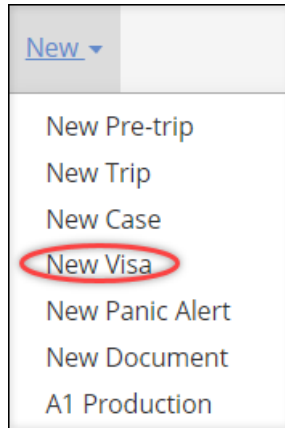 New
New Pre-trip
New Trip
New Case
New Visa
New Panic Alert
New Document
A1 Production